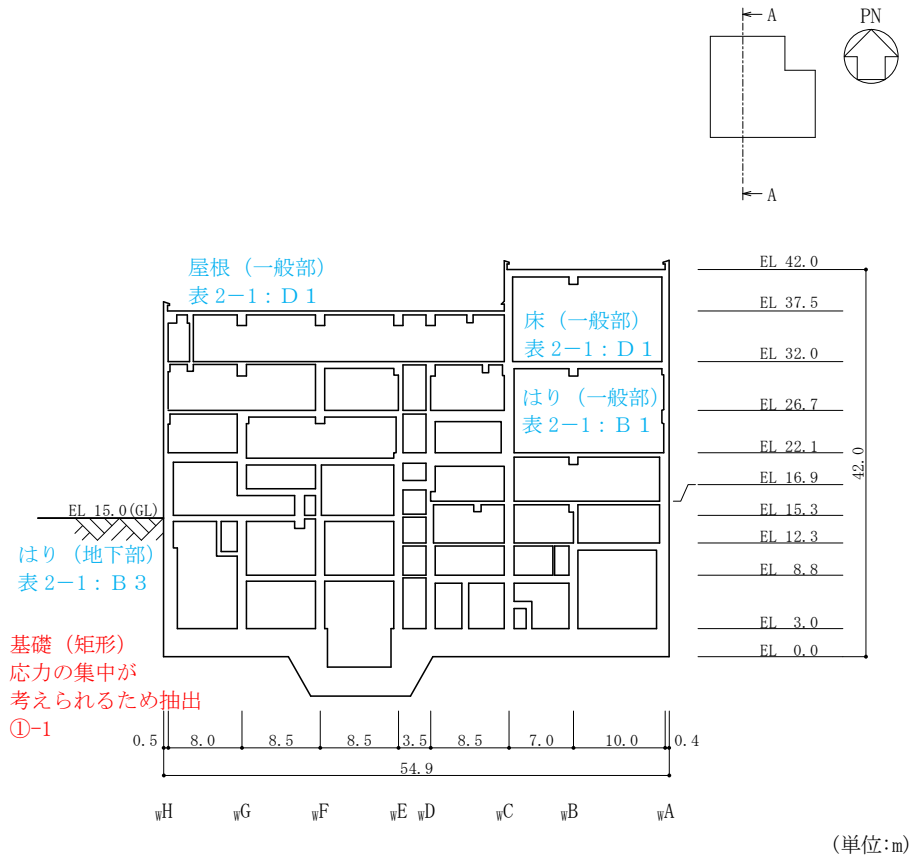 A
PN
A
屋根（一般部）
表２−１：Ｄ１
床（一般部）
表２−１：Ｄ１
はり（一般部）
表２−１：Ｂ１
EL 42.0
EL 37.5
EL 32.0
EL 26.7
EL 22.1
EL 16.9
EL 15.3
EL 12.3
EL 8.8
EL 3.0
EL 0.0
42.0
EL 15.0(GL)
はり（地下部）
表２−１：Ｂ３
基礎（矩形）
応力の集中が
考えられるため抽出
①-1
0.5 8.0 8.5 8.5 3.5 8.5 7.0 10.0 0.4
54.9
wH wG wF wE wD wC wB wA
(単位:m)